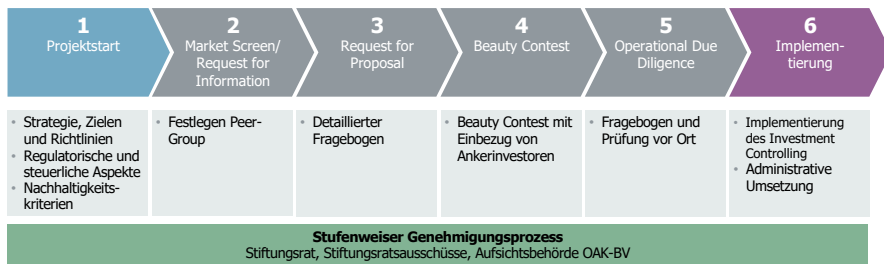 1
Projektstart
2
Market Screen/
Request for
Information
3
Request for
Proposal
4
Beauty Contest
5
Operational Due
Diligence
6
Implemen-
tierung
• Strategie, Zielen
und Richtlinien
• Regulatorische und
steuerliche Aspekte
• Nachhaltigkeits-
kriterien
• Festlegen Peer-
Group
• Detaillierter
Fragebogen
• Beauty Contest mit
Einbezug von
Ankerinvestoren
• Fragebogen und
Prüfung vor Ort
• Implementierung
des Investment
Controlling
• Administrative
Umsetzung
Stufenweiser Genehmigungsprozess
Stiftungsrat, Stiftungsratsausschüsse, Aufsichtsbehörde OAK-BV